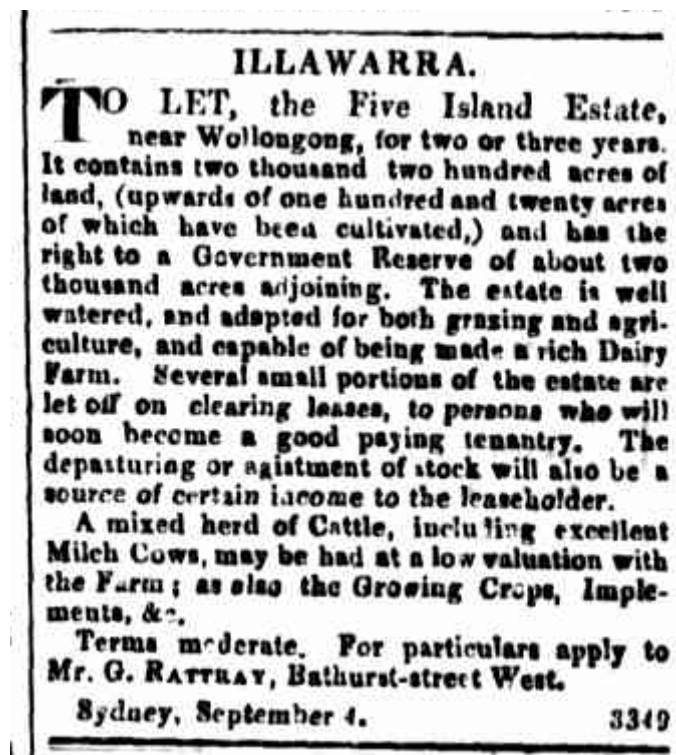 ILLAWARRA.
TO LET, the Five Island Estate,
near Wollongong, for two or three years.
It contains two thousand two hundred acres of
land, (upwards of one hundred and twenty acres
of which have been cultivated,) and has the
right to a Government Reserve of about two
thousand acres adjoining. The estate is well
watered, and adapted for both grazing and agri-
culture, and capable of being made a rich Dairy
Farm. Several small portions of the estate are
let off on clearing leases, to persons who will
soon become a good paying tenantry. The
depasturing or agistment of stock will also be a
source of certain income to the leaseholder.
A mixed herd of Cattle, including excellent
Milch Cows, may be had at a low valuation with
the Farm; as also the Growing Crops, Imple-
ments, &c.
Terms moderate. For particulars apply to
Mr. G. RATTRAY, Bathurst-street West.
Sydney, September 4. 3349